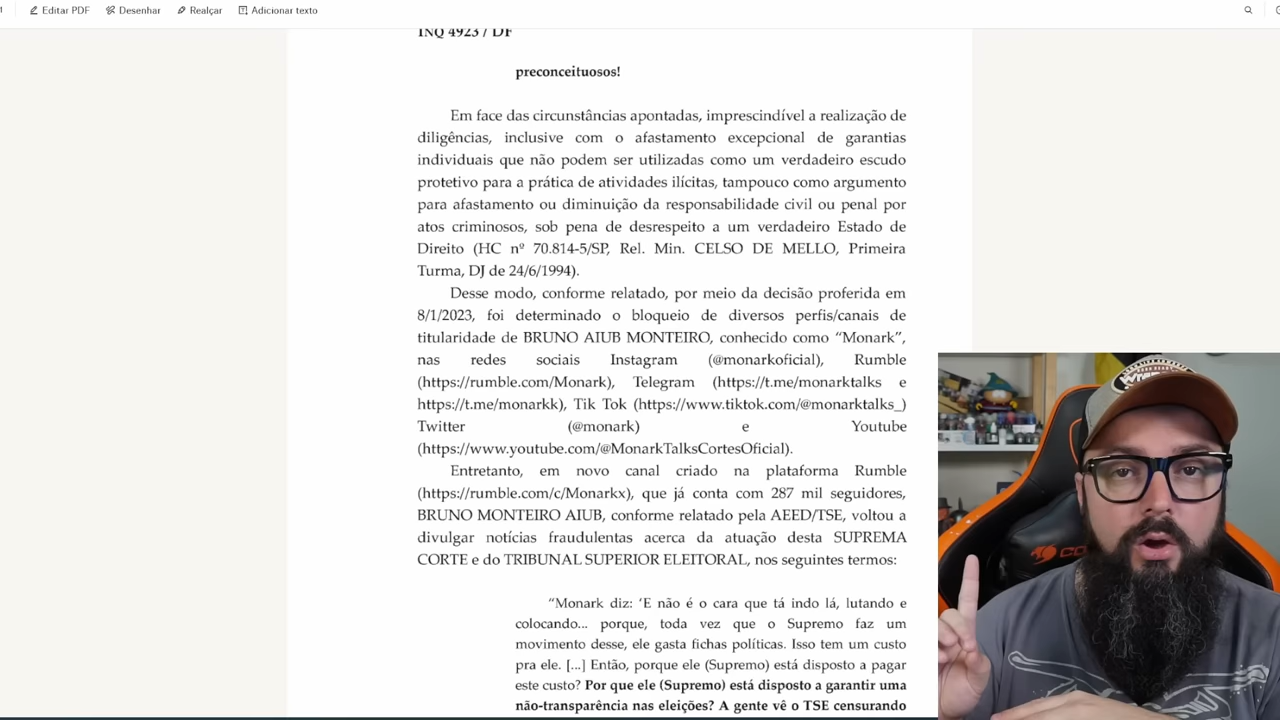 Editar PDF Desenhar Realçar Adicionar texto
INQ 4923 / DF
preconceituosos!
Em face das circunstâncias apontadas, imprescindível a realização de
diligências, inclusive com o afastamento excepcional de garantias
individuais que não podem ser utilizadas como um verdadeiro escudo
protetivo para a prática de atividades ilícitas, tampouco como argumento
para afastamento ou diminuição da responsabilidade civil ou penal por
atos criminosos, sob pena de desrespeito a um verdadeiro Estado de
Direito (HC nº 70.814-5/SP, Rel. Min. CELSO DE MELLO, Primeira
Turma, DJ de 24/6/1994).
Desse modo, conforme relatado, por meio da decisão proferida em
8/1/2023, foi determinado o bloqueio de diversos perfis/canais de
titularidade de BRUNO AIUB MONTEIRO, conhecido como “Monark”,
nas redes sociais Instagram (@monarkoficial), Rumble
(https://rumble.com/Monark), Telegram (https://t.me/monarktalks e
https://t.me/monarkk), Tik Tok (https://www.tiktok.com/@monarktalks_)
Twitter (@monark) e Youtube
(https://www.youtube.com/@MonarkTalksCortesOficial).
Entretanto, em novo canal criado na plataforma Rumble
(https://rumble.com/c/Monarkx), que já conta com 287 mil seguidores,
BRUNO MONTEIRO AIUB, conforme relatado pela AEED/TSE, voltou a
divulgar notícias fraudulentas acerca da atuação desta SUPREMA
CORTE e do TRIBUNAL SUPERIOR ELEITORAL, nos seguintes termos:
“Monark diz: ‘E não é o cara que tá indo lá, lutando e
colocando... porque, toda vez que o Supremo faz um
movimento desse, ele gasta fichas políticas. Isso tem um custo
pra ele. [...] Então, porque ele (Supremo) está disposto a pagar
este custo? Por que ele (Supremo) está disposto a garantir uma
não-transparência nas eleições? A gente vê o TSE censurando